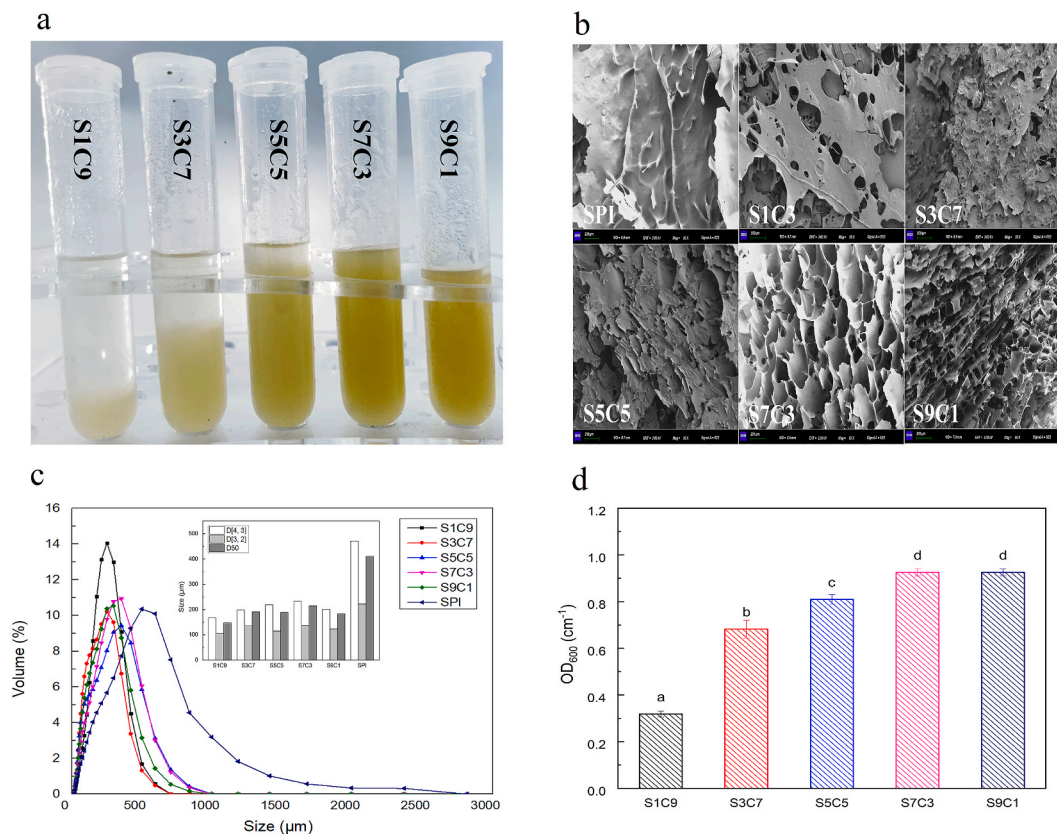 a
S1C9
S3C7
S5C5
S7C3
S9C1
b
SPI
S1C3
S3C7
S5C5
S7C3
S9C1
c
16
14
12
10
8
6
4
2
0
Volume (%)
0 500 1000 1500 2000 2500 3000
Size (μm)
D[4, 3]
D[3, 2]
D50
500
400
300
200
100
0
Size (μm)
S1C9 S3C7 S5C5 S7C3 S9C1 SPI
S1C9
S3C7
S5C5
S7C3
S9C1
SPI
d
1.2
1.0
0.8
0.6
0.4
0.2
0.0
OD600 (cm-1)
a
b
c
d
d
S1C9 S3C7 S5C5 S7C3 S9C1